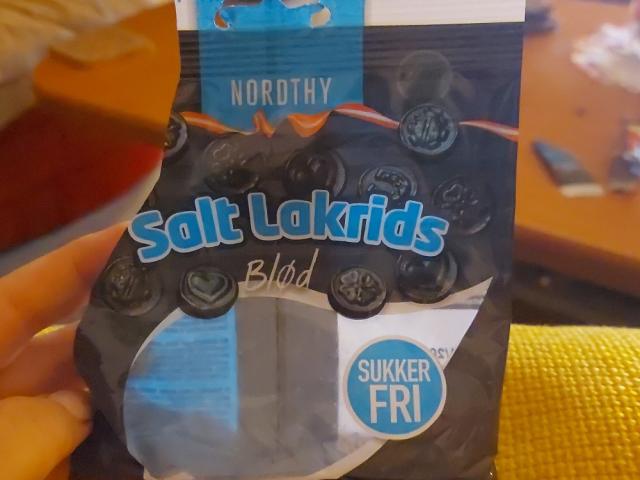 NORDTHY
Salt Lakrids
Blød
SUKKER
FRI